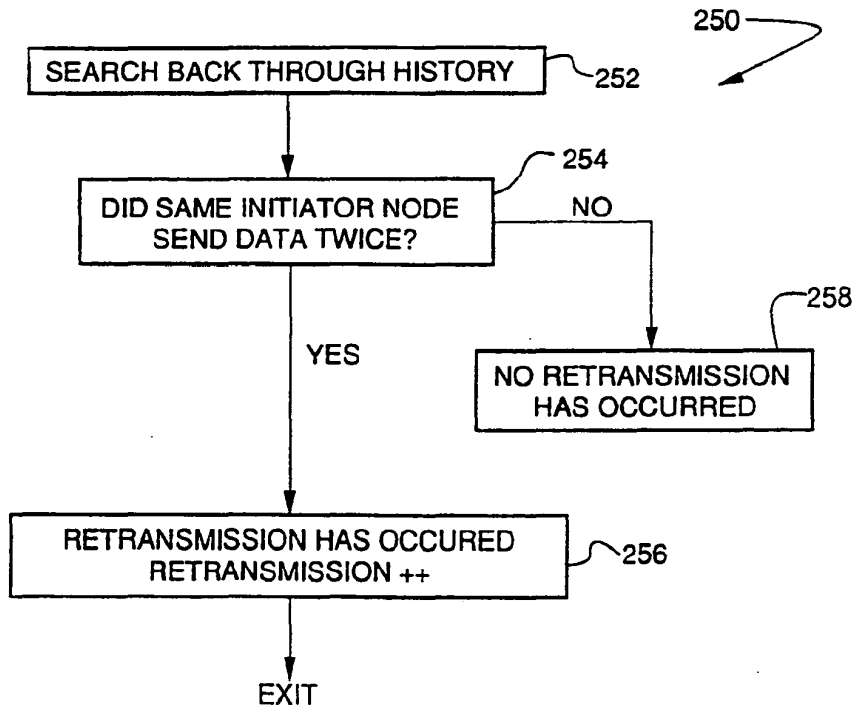 250
SEARCH BACK THROUGH HISTORY
252
254
DID SAME INITIATOR NODE
SEND DATA TWICE?
NO
258
YES
NO RETRANSMISSION
HAS OCCURRED
RETRANSMISSION HAS OCCURED
RETRANSMISSION ++
256
EXIT